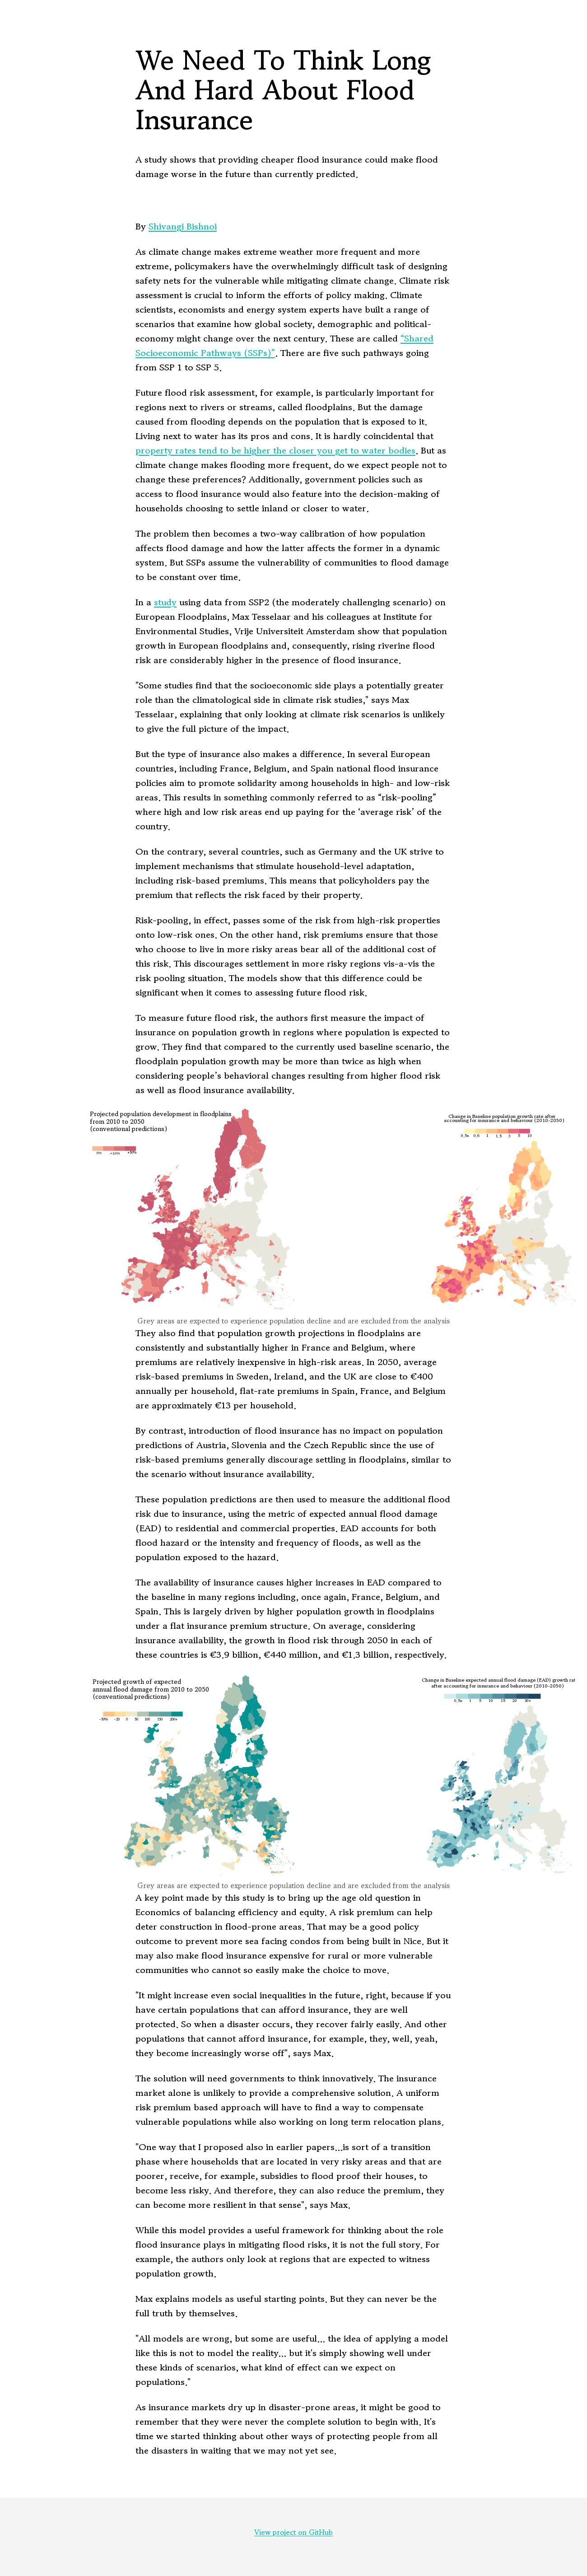 We Need To Think Long
And Hard About Flood
Insurance
A study shows that providing cheaper flood insurance could make flood
damage worse in the future than currently predicted.
By Shivangi Bishnoi
As climate change makes extreme weather more frequent and more
extreme, policymakers have the overwhelmingly difficult task of designing
safety nets for the vulnerable while mitigating climate change. Climate risk
assessment is crucial to inform the efforts of policy making. Climate
scientists, economists and energy system experts have built a range of
scenarios that examine how global society, demographic and political-
economy might change over the next century. These are called "Shared
Socioeconomic Pathways (SSPs)". There are five such pathways going
from SSP 1 to SSP 5.
Future flood risk assessment, for example, is particularly important for
regions next to rivers or streams, called floodplains. But the damage
caused from flooding depends on the population that is exposed to it.
Living next to water has its pros and cons. It is hardly coincidental that
property rates tend to be higher the closer you get to water bodies. But as
climate change makes flooding more frequent, do we expect people not to
change these preferences? Additionally, government policies such as
access to flood insurance would also feature into the decision-making of
households choosing to settle inland or closer to water.
The problem then becomes a two-way calibration of how population
affects flood damage and how the latter affects the former in a dynamic
system. But SSPs assume the vulnerability of communities to flood damage
to be constant over time.
In a study using data from SSP2 (the moderately challenging scenario) on
European Floodplains, Max Tesselaar and his colleagues at Institute for
Environmental Studies, Vrije Universiteit Amsterdam show that population
growth in European floodplains and, consequently, rising riverine flood
risk are considerably higher in the presence of flood insurance.
"Some studies find that the socioeconomic side plays a potentially greater
role than the climatological side in climate risk studies," says Max
Tesselaar, explaining that only looking at climate risk scenarios is unlikely
to give the full picture of the impact.
But the type of insurance also makes a difference. In several European
countries, including France, Belgium, and Spain national flood insurance
policies aim to promote solidarity among households in high- and low-risk
areas. This results in something commonly referred to as "risk-pooling"
where high and low risk areas end up paying for the 'average risk' of the
country.
On the contrary, several countries, such as Germany and the UK strive to
implement mechanisms that stimulate household-level adaptation,
including risk-based premiums. This means that policyholders pay the
premium that reflects the risk faced by their property.
Risk-pooling, in effect, passes some of the risk from high-risk properties
onto low-risk ones. On the other hand, risk premiums ensure that those
who choose to live in more risky areas bear all of the additional cost of
this risk. This discourages settlement in more risky regions vis-a-vis the
risk pooling situation. The models show that this difference could be
significant when it comes to assessing future flood risk.
To measure future flood risk, the authors first measure the impact of
insurance on population growth in regions where population is expected to
grow. They find that compared to the currently used baseline scenario, the
floodplain population growth may be more than twice as high when
considering people's behavioral changes resulting from higher flood risk
as well as flood insurance availability.
Projected population development in floodplains
from 2010 to 2050
(conventional predictions)
Change in Baseline population growth rate after
accounting for insurance and behaviour (2010-2050)
Grey areas are expected to experience population decline and are excluded from the analysis
They also find that population growth projections in floodplains are
consistently and substantially higher in France and Belgium, where
premiums are relatively inexpensive in high-risk areas. In 2050, average
risk-based premiums in Sweden, Ireland, and the UK are close to €400
annually per household, flat-rate premiums in Spain, France, and Belgium
are approximately €13 per household.
By contrast, introduction of flood insurance has no impact on population
predictions of Austria, Slovenia and the Czech Republic since the use of
risk-based premiums generally discourage settling in floodplains, similar to
the scenario without insurance availability.
These population predictions are then used to measure the additional flood
risk due to insurance, using the metric of expected annual flood damage
(EAD) to residential and commercial properties. EAD accounts for both
flood hazard or the intensity and frequency of floods, as well as the
population exposed to the hazard.
The availability of insurance causes higher increases in EAD compared to
the baseline in many regions including, once again, France, Belgium, and
Spain. This is largely driven by higher population growth in floodplains
under a flat insurance premium structure. On average, considering
insurance availability, the growth in flood risk through 2050 in each of
these countries is €3.9 billion, €440 million, and €1.3 billion, respectively.
Projected growth of expected
annual flood damage from 2010 to 2050
(conventional predictions)
Change in Baseline expected annual flood damage (EAD) growth rat
after accounting for insurance and behaviour (2010-2050)
Grey areas are expected to experience population decline and are excluded from the analysis
A key point made by this study is to bring up the age old question in
Economics of balancing efficiency and equity. A risk premium can help
deter construction in flood-prone areas. That may be a good policy
outcome to prevent more sea facing condos from being built in Nice. But it
may also make flood insurance expensive for rural or more vulnerable
communities who cannot so easily make the choice to move.
"It might increase even social inequalities in the future, right, because if you
have certain populations that can afford insurance, they are well
protected. So when a disaster occurs, they recover fairly easily. And other
populations that cannot afford insurance, for example, they, well, yeah,
they become increasingly worse off", says Max.
The solution will need governments to think innovatively. The insurance
market alone is unlikely to provide a comprehensive solution. A uniform
risk premium based approach will have to find a way to compensate
vulnerable populations while also working on long term relocation plans.
"One way that I proposed also in earlier papers...is sort of a transition
phase where households that are located in very risky areas and that are
poorer, receive, for example, subsidies to flood proof their houses, to
become less risky. And therefore, they can also reduce the premium, they
can become more resilient in that sense", says Max.
While this model provides a useful framework for thinking about the role
flood insurance plays in mitigating flood risks, it is not the full story. For
example, the authors only look at regions that are expected to witness
population growth.
Max explains models as useful starting points. But they can never be the
full truth by themselves.
"All models are wrong, but some are useful... the idea of applying a model
like this is not to model the reality... but it's simply showing well under
these kinds of scenarios, what kind of effect can we expect on
populations."
As insurance markets dry up in disaster-prone areas, it might be good to
remember that they were never the complete solution to begin with. It's
time we started thinking about other ways of protecting people from all
the disasters in waiting that we may not yet see.
View project on GitHub